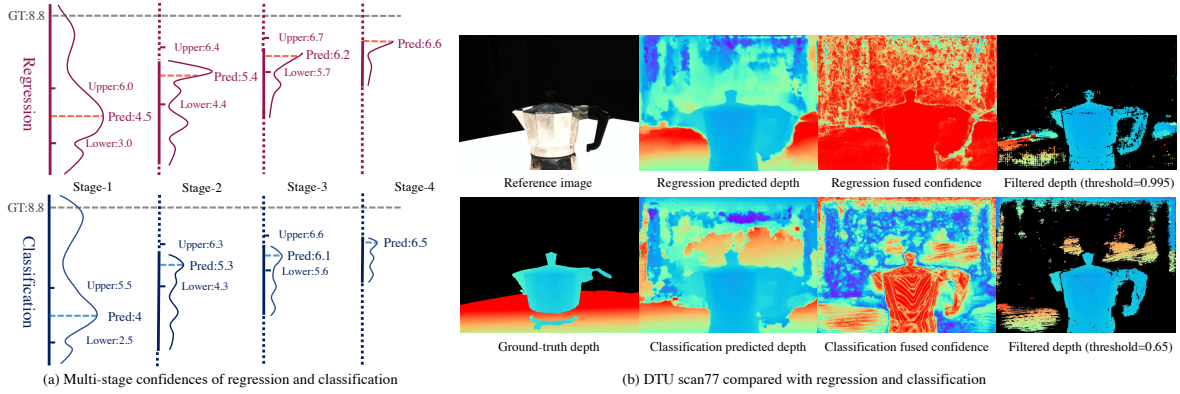 GT:8.8
Regression
Upper:6.0
Pred:4.5
Lower:3.0
Upper:6.4
Pred:5.4
Lower:4.4
Upper:6.7
Pred:6.2
Lower:5.7
Pred:6.6
Stage-1
Stage-2
Stage-3
Stage-4
GT:8.8
Classification
Upper:5.5
Pred:4
Lower:2.5
Upper:6.3
Pred:5.3
Lower:4.3
Upper:6.6
Pred:6.1
Lower:5.6
Pred:6.5
(a) Multi-stage confidences of regression and classification
Reference image
Regression predicted depth
Regression fused confidence
Filtered depth (threshold=0.995)
Ground-truth depth
Classification predicted depth
Classification fused confidence
Filtered depth (threshold=0.65)
(b) DTU scan77 compared with regression and classification